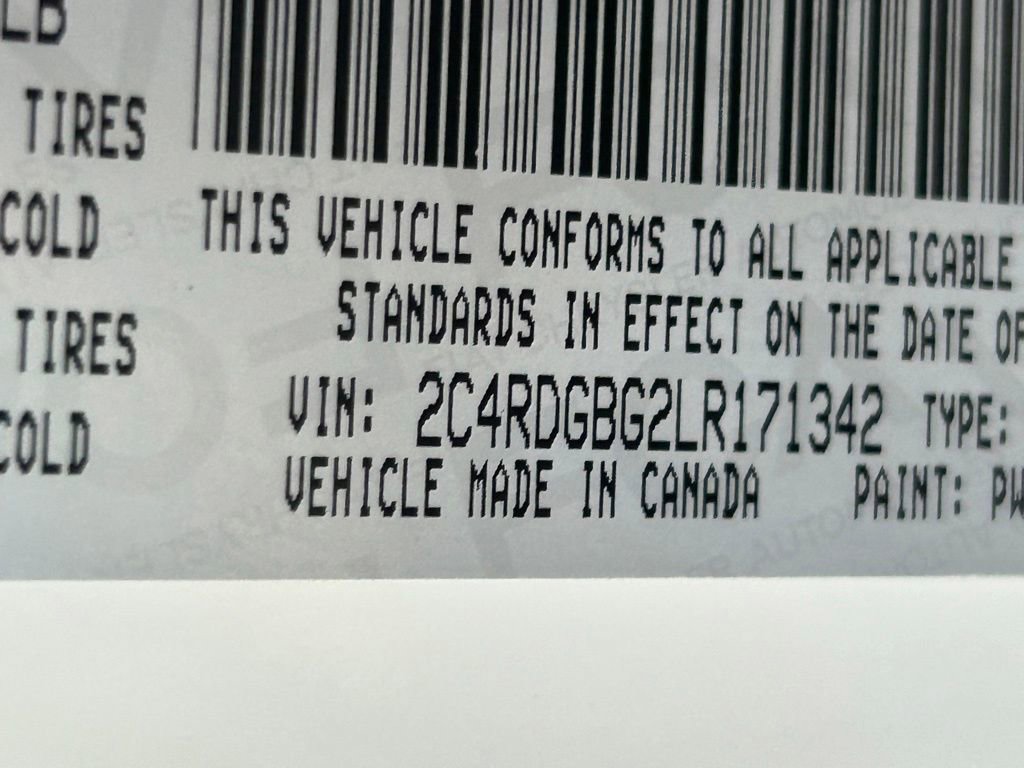 LB
TIRES
COLD
TIRES
COLD
THIS VEHICLE CONFORMS TO ALL APPLICABLE
STANDARDS IN EFFECT ON THE DATE OF
VIN: 2C4RDGBG2LR171342 TYPE:
VEHICLE MADE IN CANADA PAINT: PW